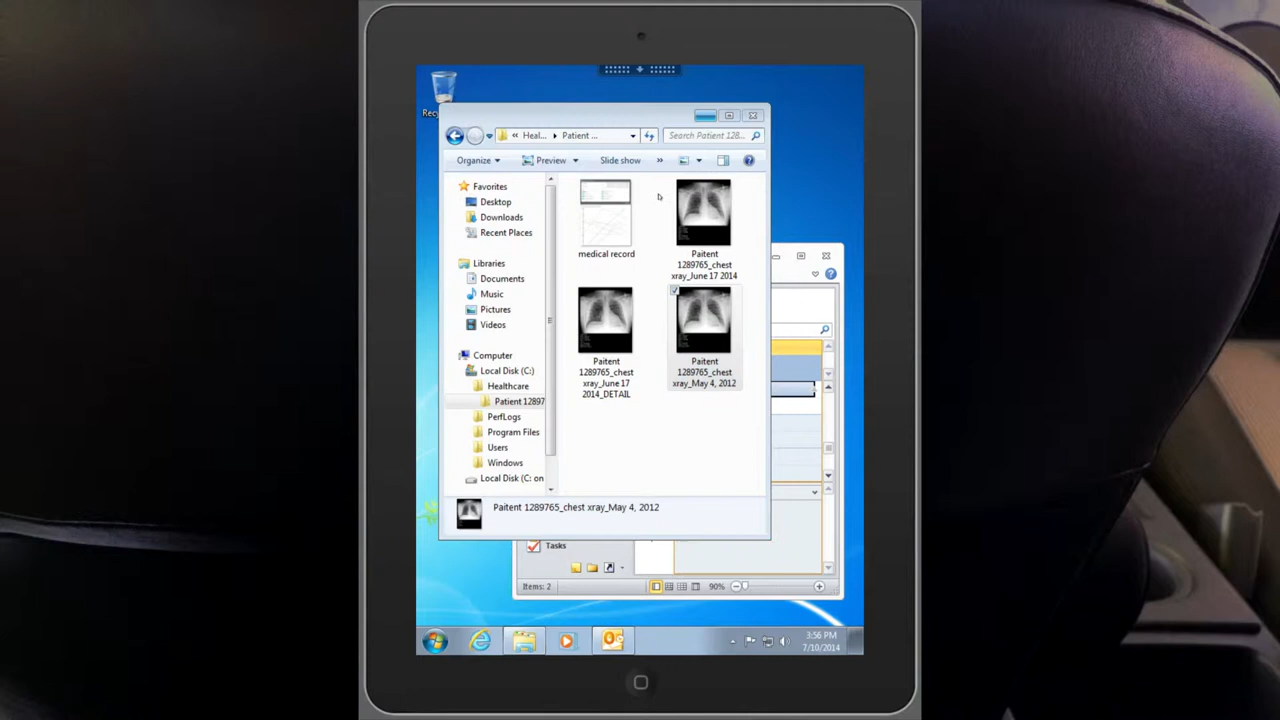 Recy
Heal...
Patient ...
Search Patient 128...
Organize
Preview
Slide show
Favorites
Desktop
Downloads
Recent Places
Libraries
Documents
Music
Pictures
Videos
Computer
Local Disk (C:)
Healthcare
Patient 12897
PerfLogs
Program Files
Users
Windows
Local Disk (C: on
medical record
Paitent
1289765_chest
xray_June 17 2014
Paitent
1289765_chest
xray_June 17
2014_DETAIL
Paitent
1289765_chest
xray_May 4, 2012
Paitent 1289765_chest xray_May 4, 2012
Tasks
Items: 2
90%
3:56 PM
7/10/2014